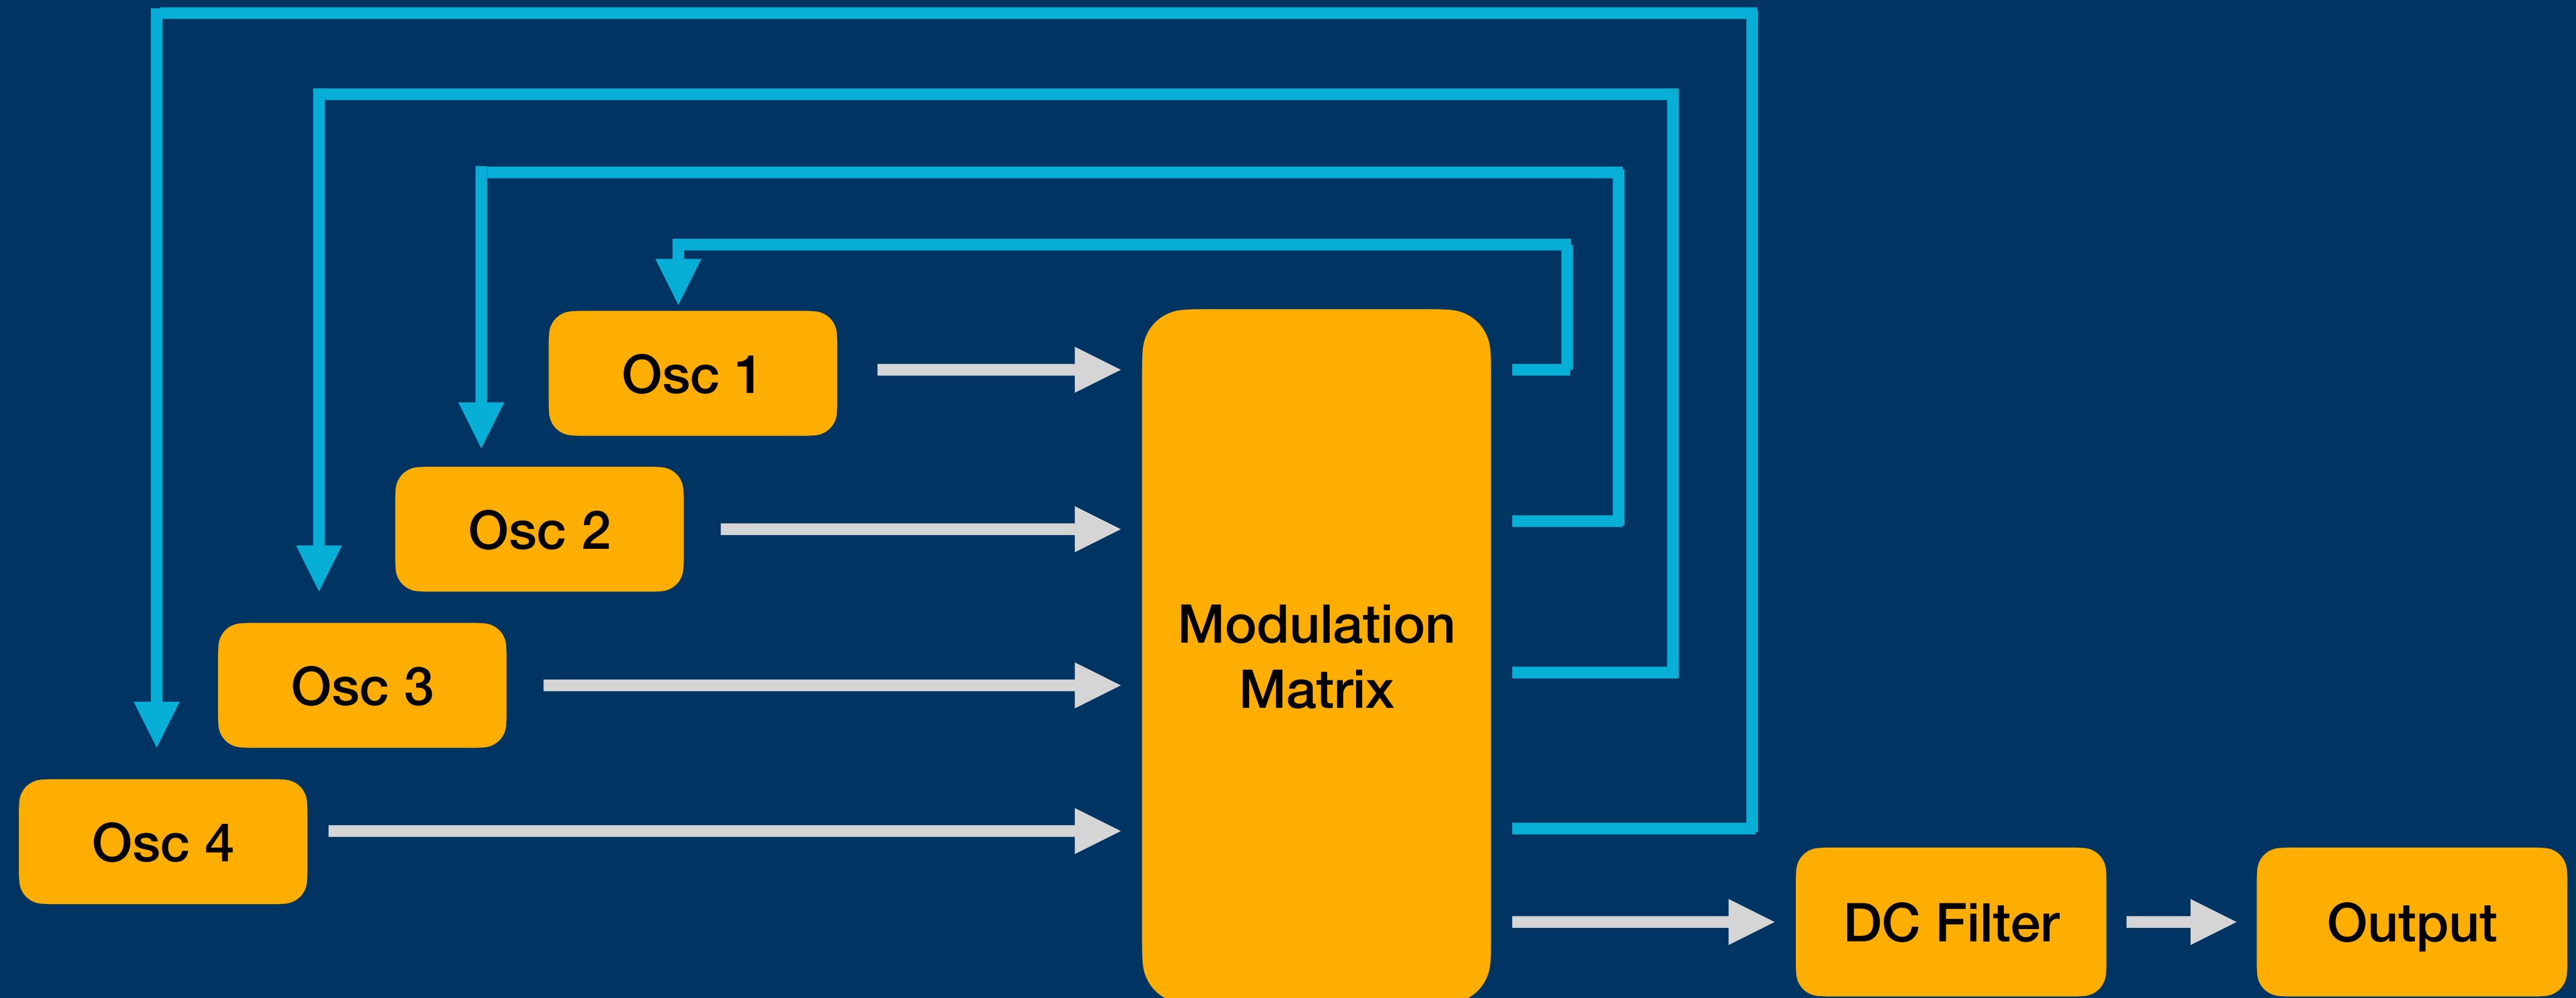 Osc 1
Osc 2
Modulation
Matrix
Osc 3
Osc 4
DC Filter
Output